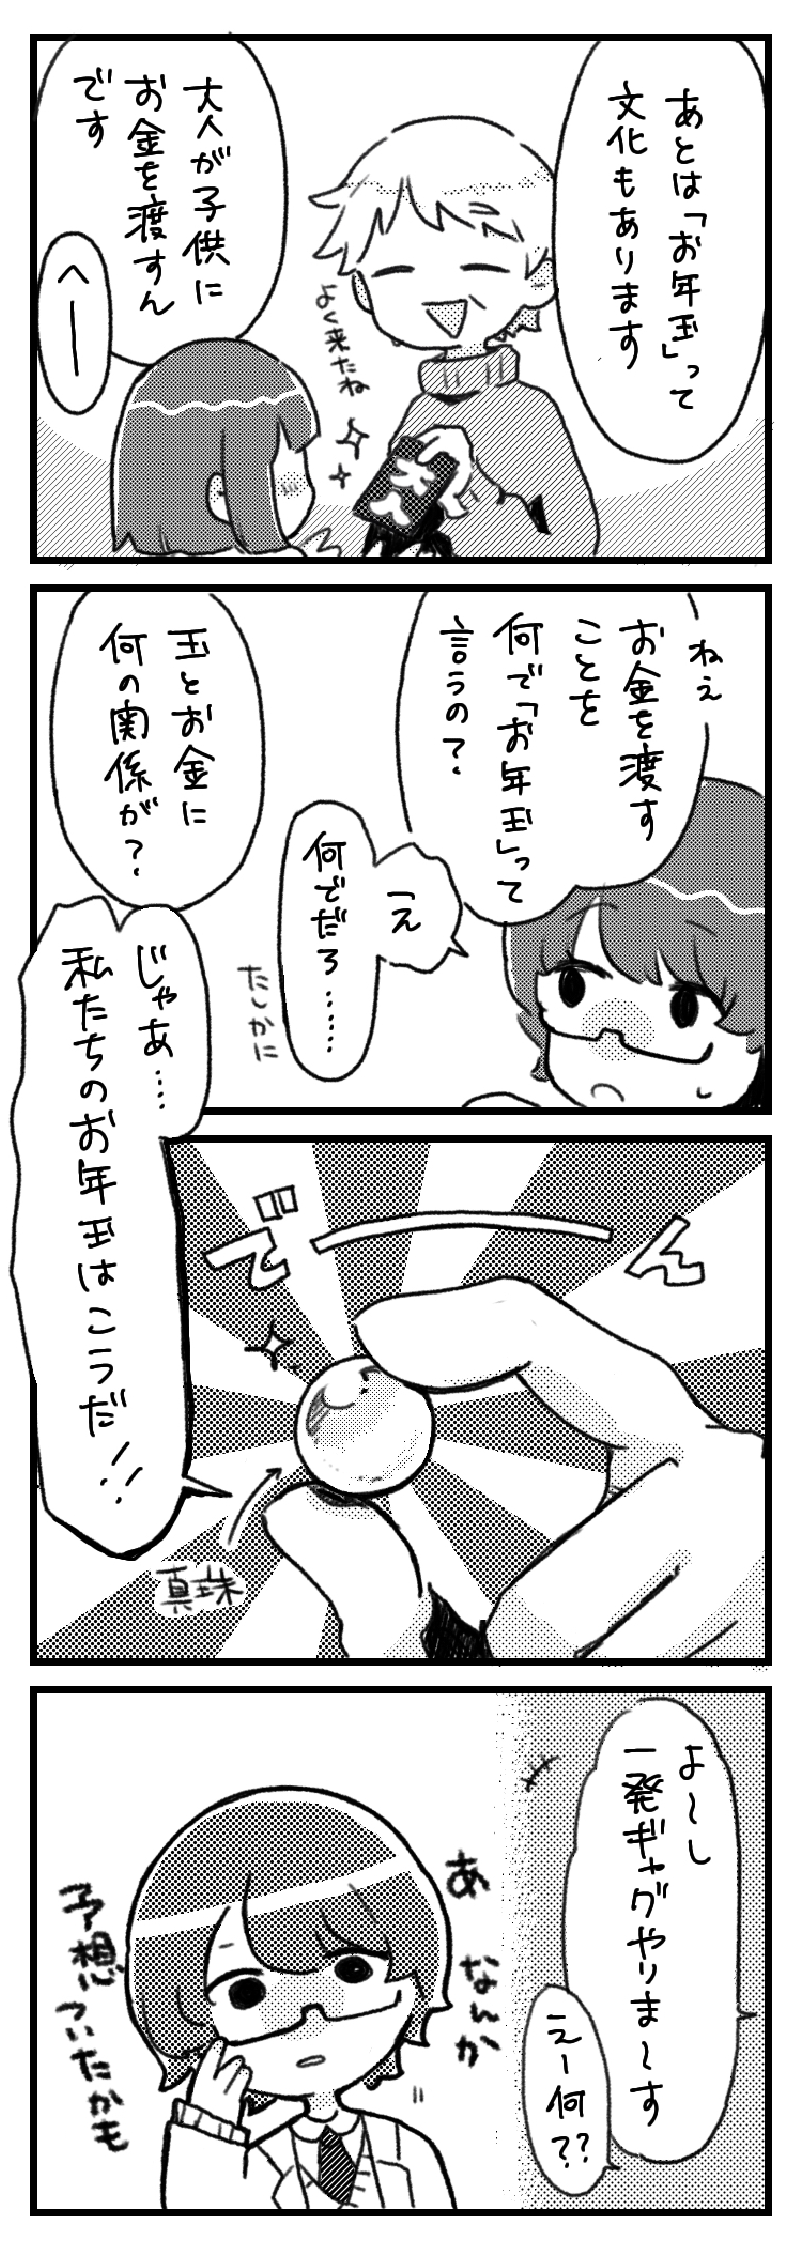 あとは「お年玉」って
文化もあります
大人が子供に
お金を渡すん
です
へー
よく来たね
ねえ
お金を渡す
ことを
何で「お年玉」って
言うの?
え
何でだろ……
たしかに
玉とお金に
何の関係が?
じゃあ…
私たちのお年玉はこうだ!!
でーーん
真珠
よ〜し
一発ギャグやりま〜す
えー何??
あ なんか
予想ついたかも